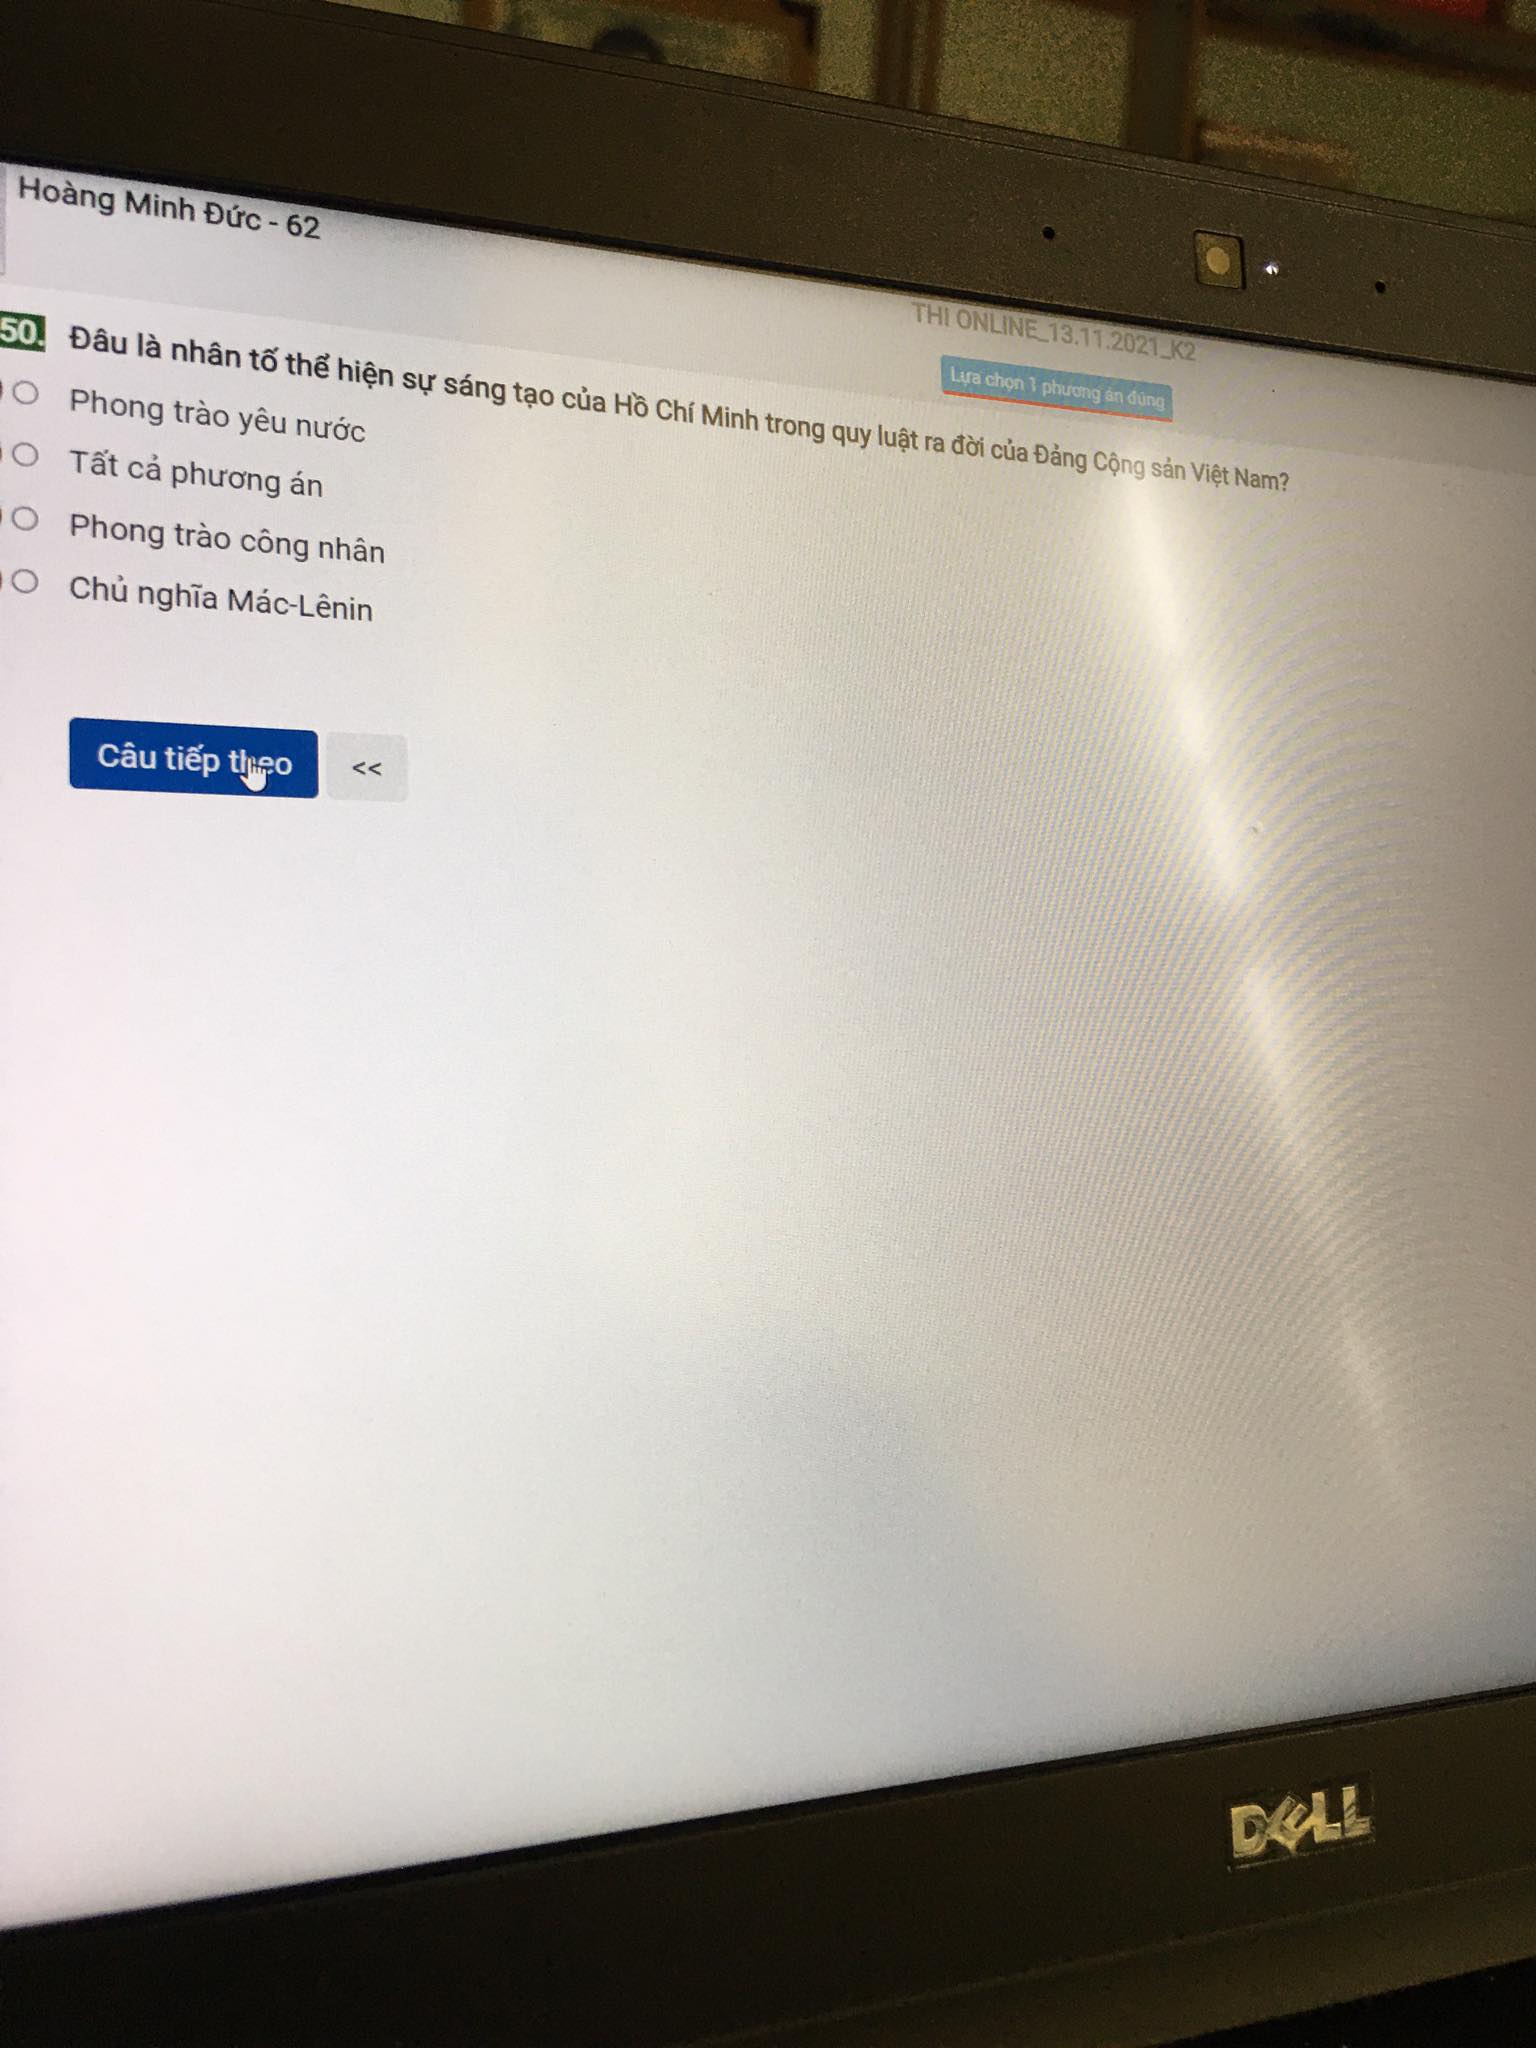 Hoàng Minh Đức - 62
THI ONLINE_13.11.2021_K2
Lựa chọn 1 phương án đúng
50. Đâu là nhân tố thể hiện sự sáng tạo của Hồ Chí Minh trong quy luật ra đời của Đảng Cộng sản Việt Nam?
Phong trào yêu nước
Tất cả phương án
Phong trào công nhân
Chủ nghĩa Mác-Lênin
Câu tiếp theo <<
DELL